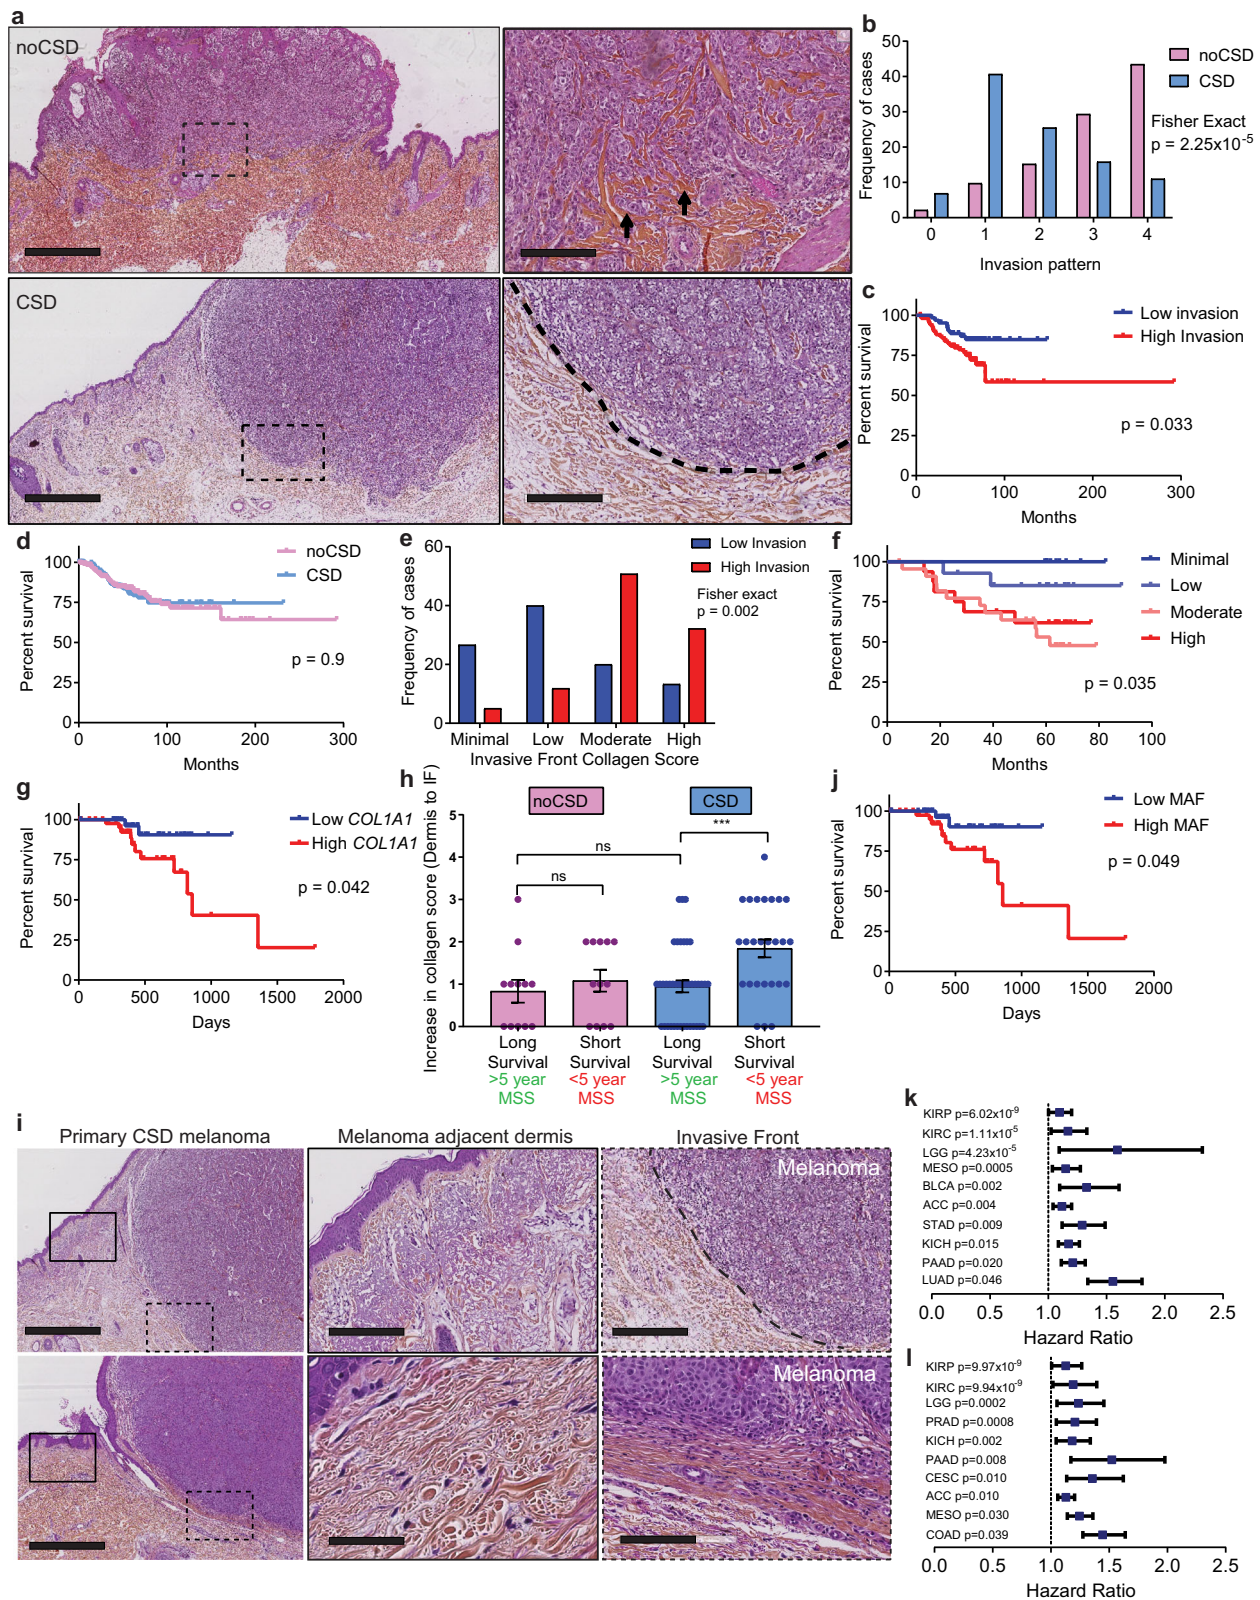 a
noCSD
CSD
b
Frequency of cases
50
40
30
20
10
0
0 1 2 3 4
Invasion pattern
noCSD
CSD
Fisher Exact
p = 2.25x10-5
c
Percent survival
100
75
50
25
0
0 100 200 300
Months
Low invasion
High Invasion
p = 0.033
d
Percent survival
100
75
50
25
0
0 100 200 300
Months
noCSD
CSD
p = 0.9
e
Frequency of cases
60
40
20
0
Minimal Low Moderate High
Invasive Front Collagen Score
Low Invasion
High Invasion
Fisher exact
p = 0.002
f
Percent survival
100
75
50
25
0
0 20 40 60 80 100
Months
Minimal
Low
Moderate
High
p = 0.035
g
Percent survival
100
75
50
25
0
0 500 1000 1500 2000
Days
Low COL1A1
High COL1A1
p = 0.042
h
Increase in collagen score (Dermis to IF)
noCSD
CSD
5
4
3
2
1
0
ns
ns
***
Long Survival >5 year MSS
Short Survival <5 year MSS
Long Survival >5 year MSS
Short Survival <5 year MSS
j
Percent survival
100
75
50
25
0
0 500 1000 1500 2000
Days
Low MAF
High MAF
p = 0.049
i
Primary CSD melanoma
Melanoma adjacent dermis
Invasive Front
Melanoma
Melanoma
k
KIRP p=6.02x10-9
KIRC p=1.11x10-5
LGG p=4.23x10-5
MESO p=0.0005
BLCA p=0.002
ACC p=0.004
STAD p=0.009
KICH p=0.015
PAAD p=0.020
LUAD p=0.046
0.0 0.5 1.0 1.5 2.0 2.5
Hazard Ratio
l
KIRP p=9.97x10-9
KIRC p=9.94x10-9
LGG p=0.0002
PRAD p=0.0008
KICH p=0.002
PAAD p=0.008
CESC p=0.010
ACC p=0.010
MESO p=0.030
COAD p=0.039
0.0 0.5 1.0 1.5 2.0 2.5
Hazard Ratio